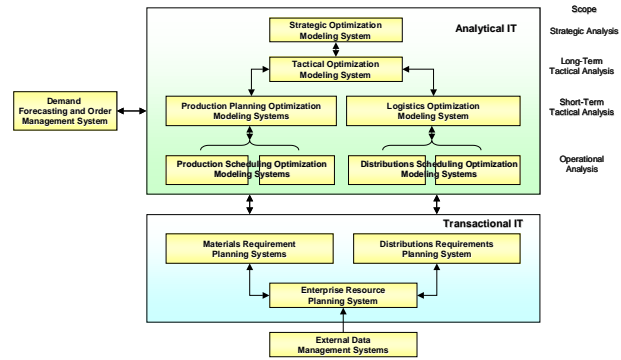 Scope
Analytical IT
Strategic Optimization
Modeling System
Strategic Analysis
Tactical Optimization
Modeling System
Long-Term
Tactical Analysis
Demand
Forecasting and Order
Management System
Production Planning Optimization
Modeling Systems
Logistics Optimization
Modeling System
Short-Term
Tactical Analysis
Production Scheduling Optimization
Modeling Systems
Distributions Scheduling Optimization
Modeling Systems
Operational
Analysis
Transactional IT
Materials Requirement
Planning Systems
Distributions Requirements
Planning System
Enterprise Resource
Planning System
External Data
Management Systems